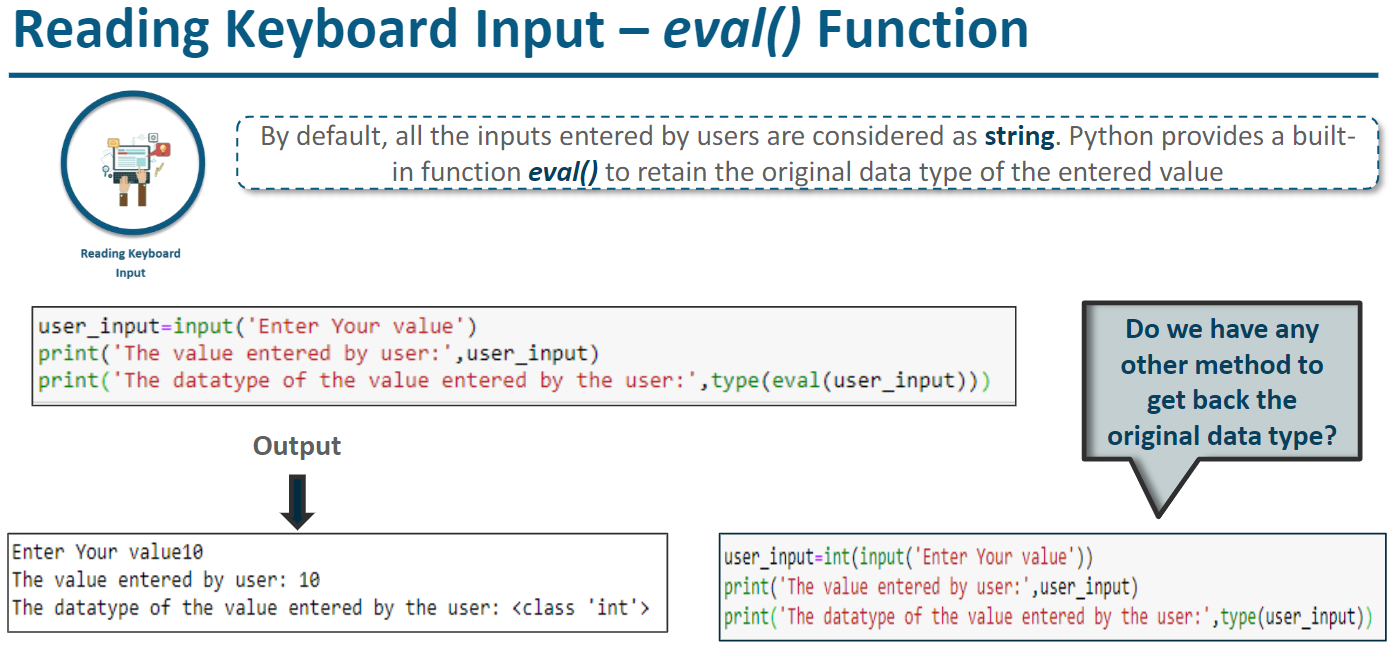 Reading Keyboard Input – eval() Function
By default, all the inputs entered by users are considered as string. Python provides a built-
in function eval() to retain the original data type of the entered value
Reading Keyboard
Input
user_input=input('Enter Your value')
print('The value entered by user:',user_input)
print('The datatype of the value entered by the user:',type(eval(user_input)))
Do we have any
other method to
get back the
original data type?
Output
Enter Your value10
The value entered by user: 10
The datatype of the value entered by the user: <class 'int'>
user_input=int(input('Enter Your value'))
print('The value entered by user:',user_input)
print('The datatype of the value entered by the user:',type(user_input))